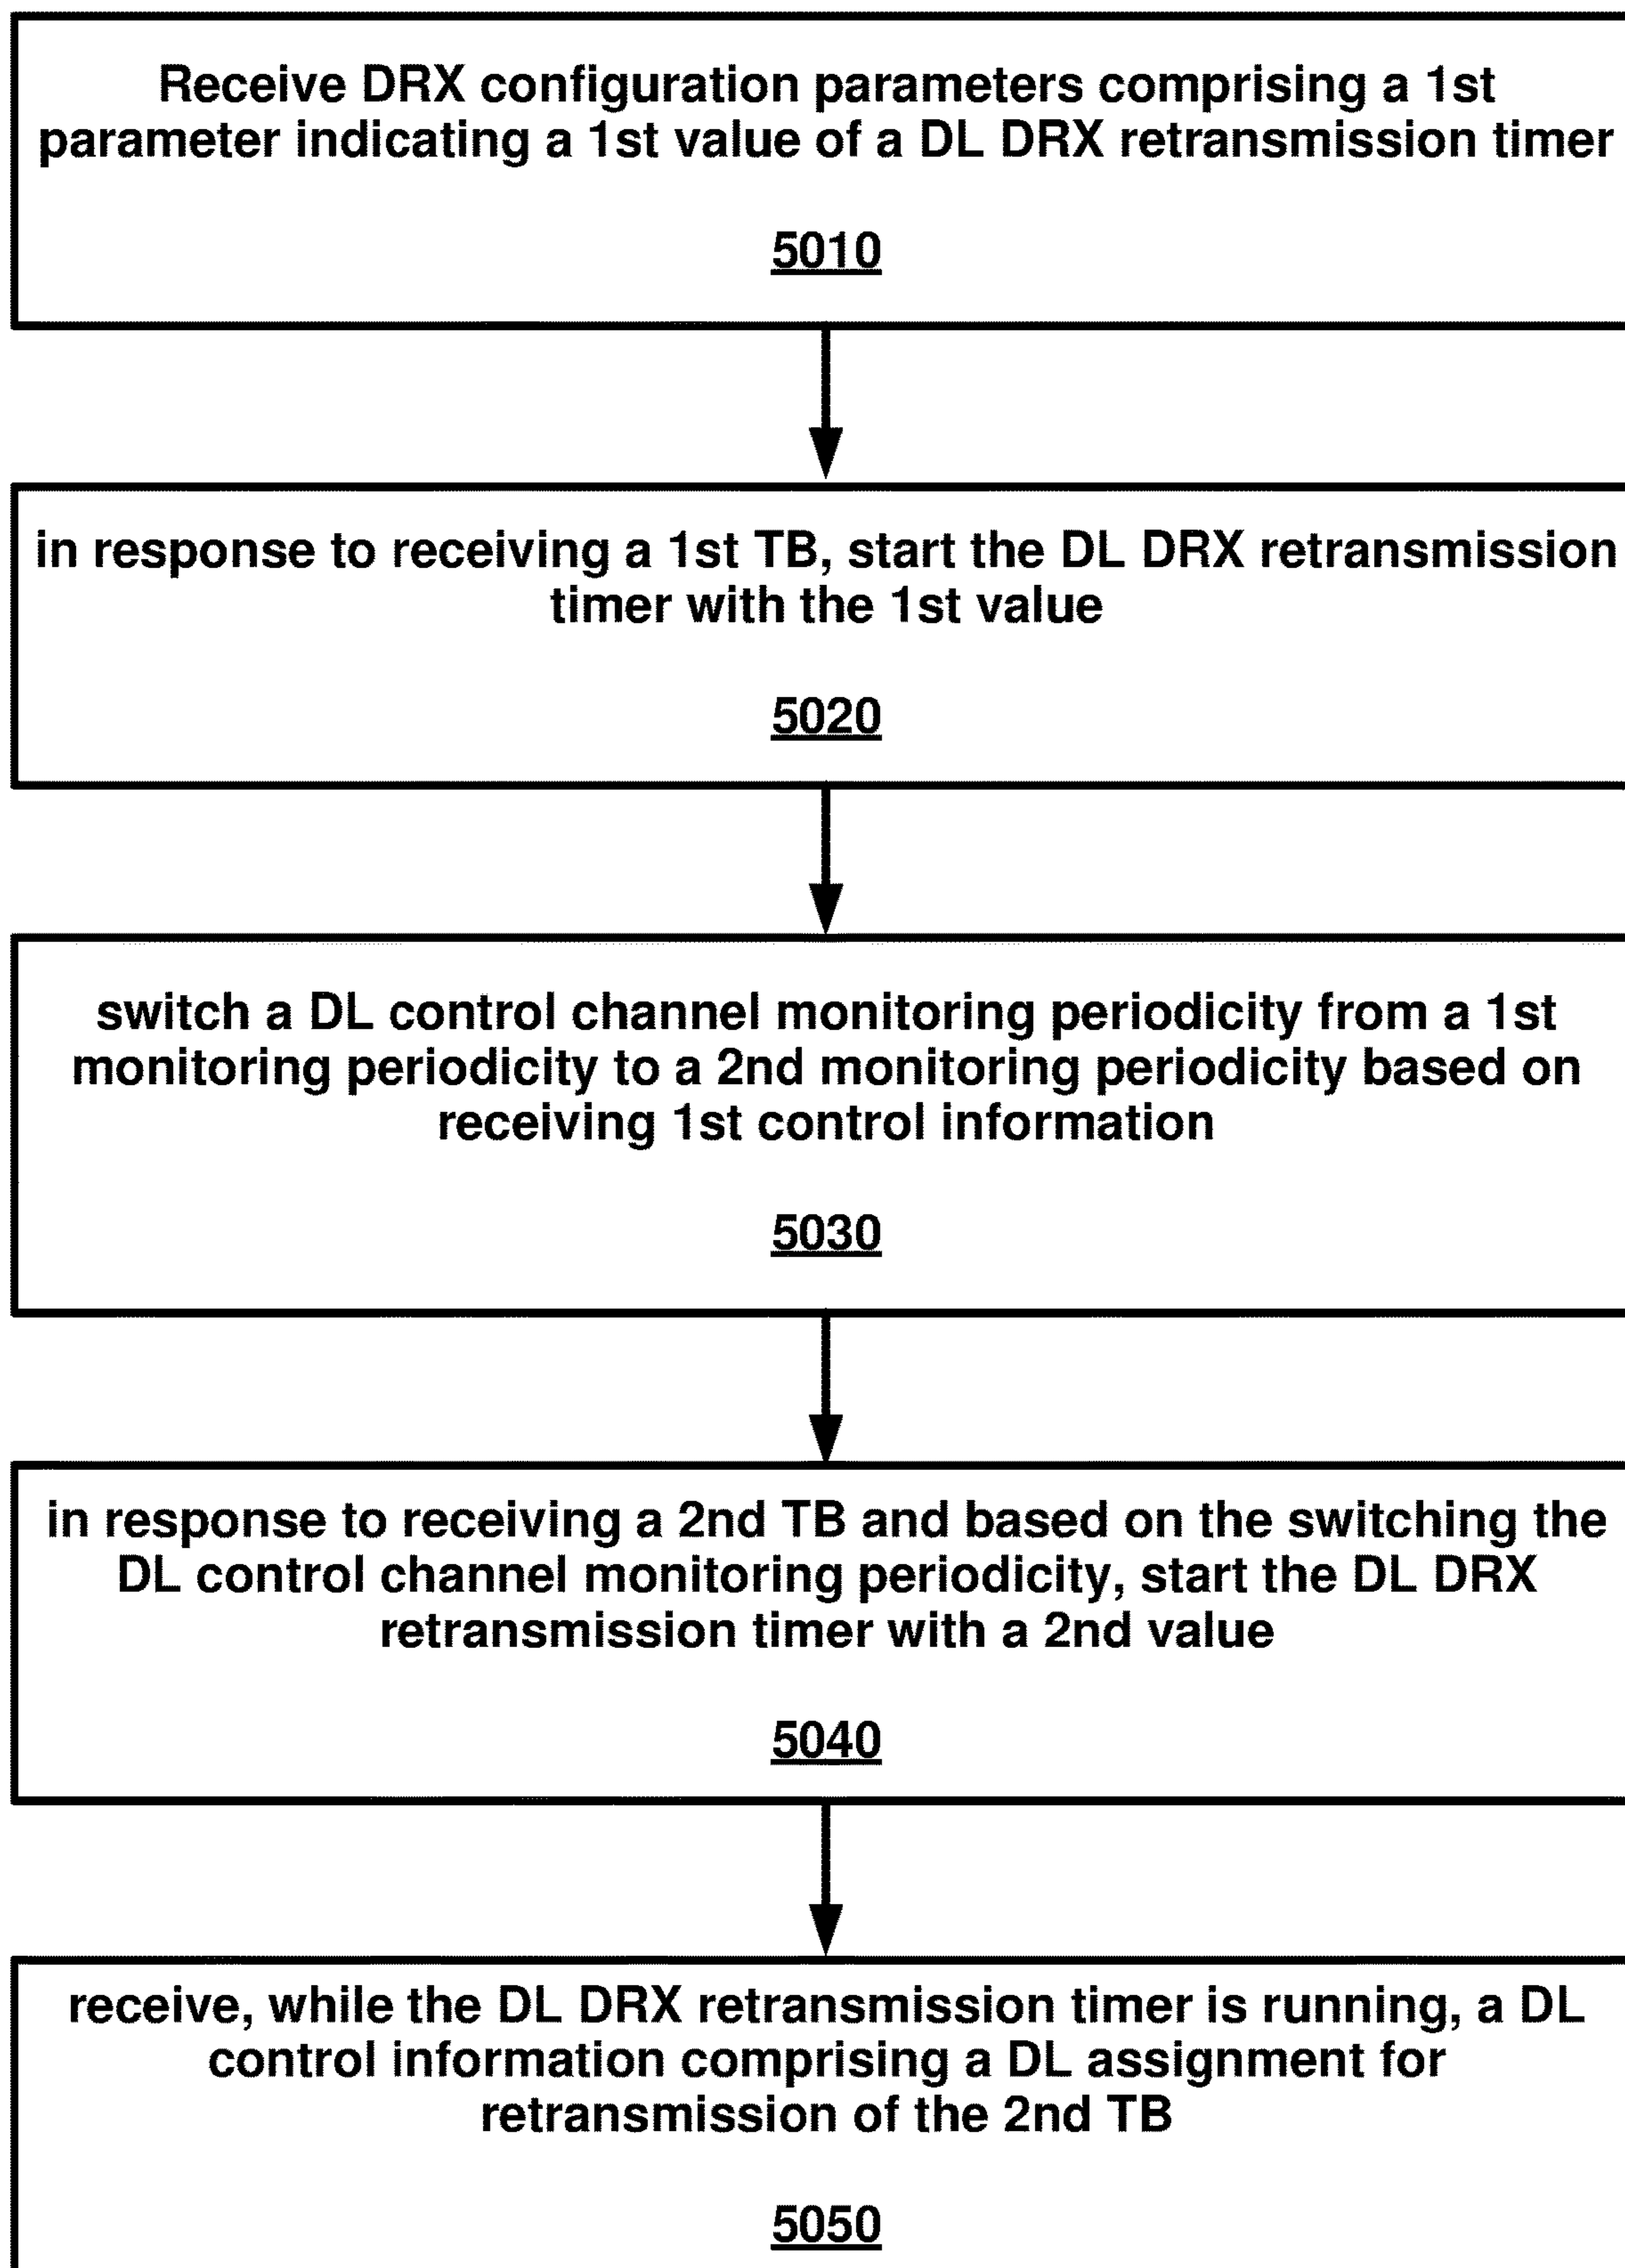 Receive DRX configuration parameters comprising a 1st
parameter indicating a 1st value of a DL DRX retransmission timer
5010
in response to receiving a 1st TB, start the DL DRX retransmission
timer with the 1st value
5020
switch a DL control channel monitoring periodicity from a 1st
monitoring periodicity to a 2nd monitoring periodicity based on
receiving 1st control information
5030
in response to receiving a 2nd TB and based on the switching the
DL control channel monitoring periodicity, start the DL DRX
retransmission timer with a 2nd value
5040
receive, while the DL DRX retransmission timer is running, a DL
control information comprising a DL assignment for
retransmission of the 2nd TB
5050